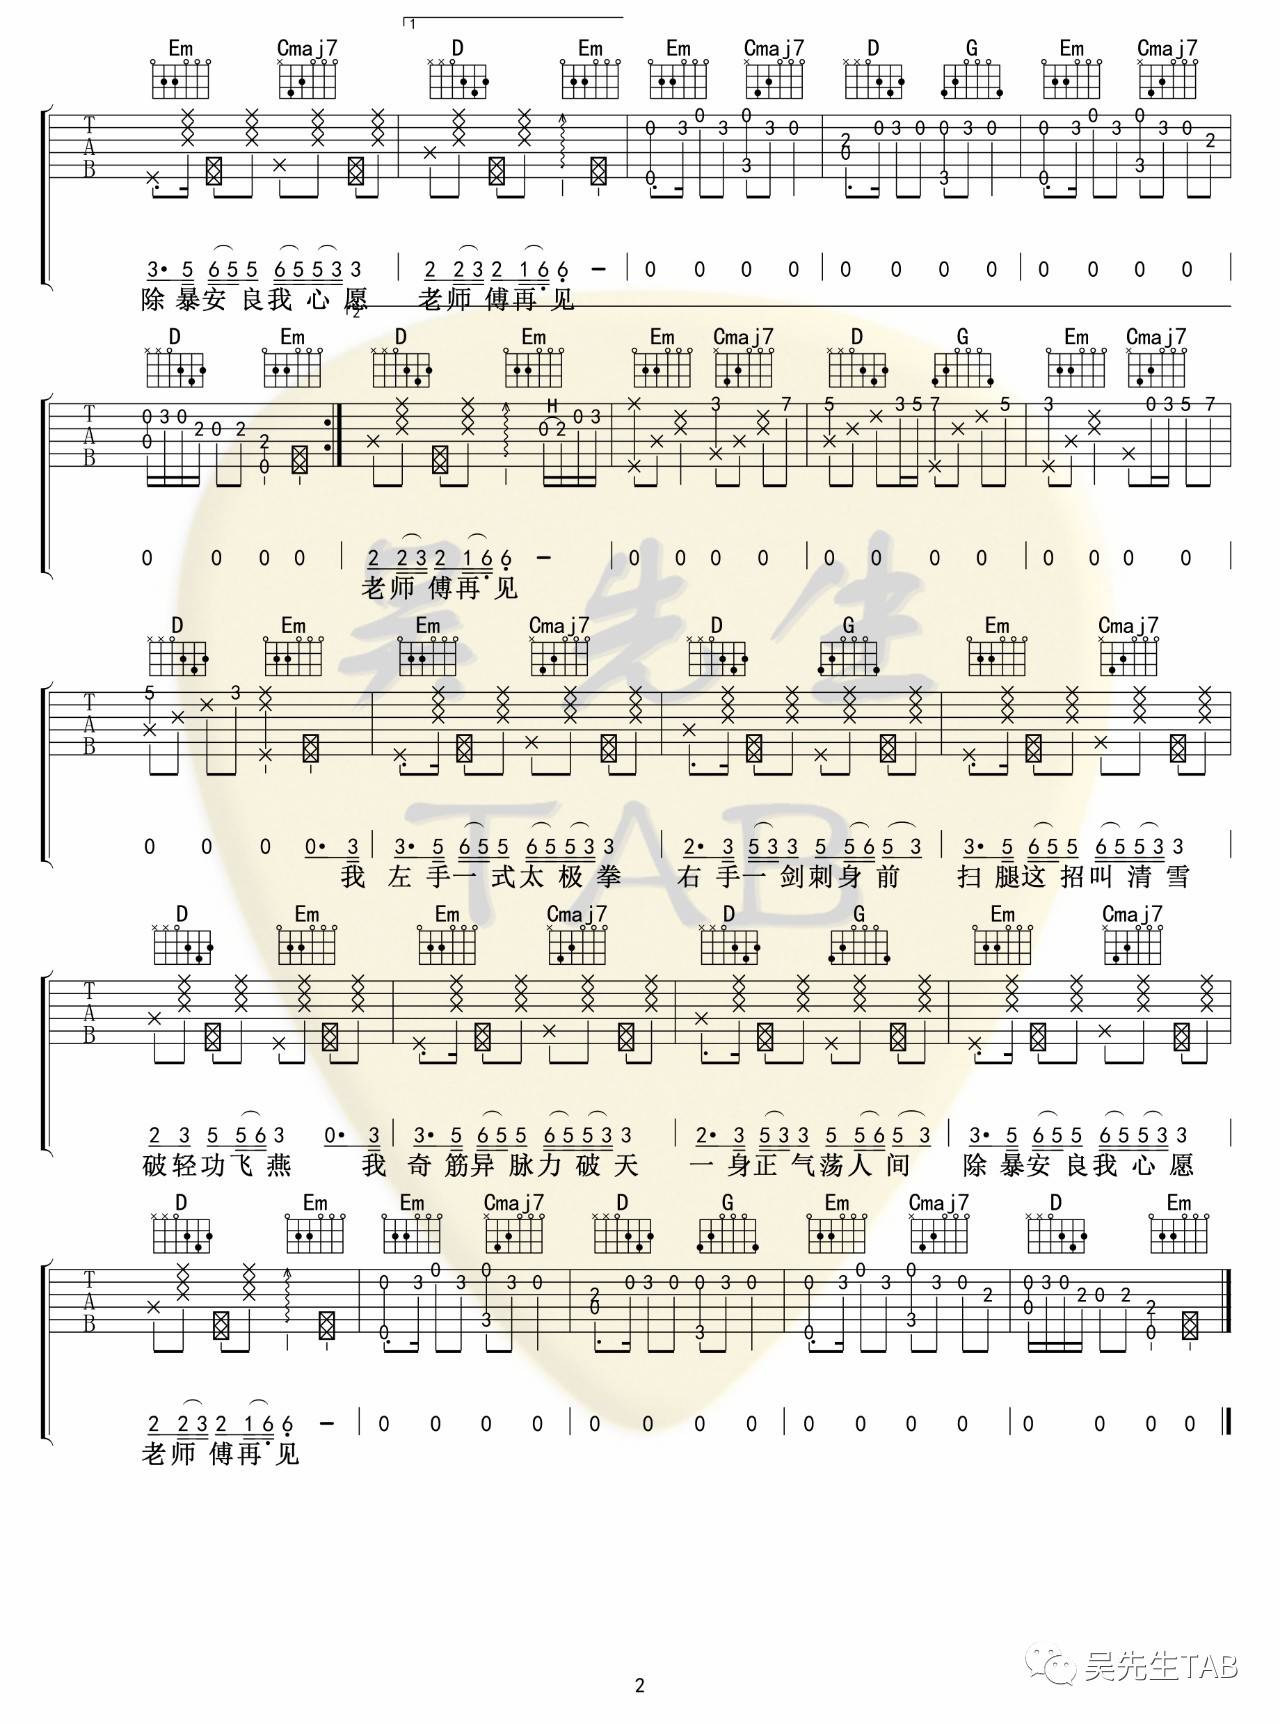 1
Em Cmaj7 D Em Em Cmaj7 D G Em Cmaj7
T
A
B
3· 5 6 5 5 6 5 5 3 3 | 2 2 3 2 1 6 6 – | 0 0 0 0 | 0 0 0 0 | 0 0 0 0
除暴安良我心愿 老师傅再见
2
D Em D Em Em Cmaj7 D G Em Cmaj7
H
T
A
B
0 0 0 0 | 2 2 3 2 1 6 6 – | 0 0 0 0 | 0 0 0 0 | 0 0 0 0
老师傅再见
D Em Em Cmaj7 D G Em Cmaj7
T
A
B
0 0 0 0· 3 | 3· 5 6 5 5 6 5 5 3 3 | 2· 3 5 3 3 5 5 6 5 3 | 3· 5 6 5 5 6 5 5 3 3
我 左手一式太极拳 右手一剑刺身前 扫腿这招叫清雪
D Em Em Cmaj7 D G Em Cmaj7
T
A
B
2 3 5 5 6 3 0· 3 | 3· 5 6 5 5 6 5 5 3 3 | 2· 3 5 3 3 5 5 6 5 3 | 3· 5 6 5 5 6 5 5 3 3
破轻功飞燕 我 奇筋异脉力破天 一身正气荡人间 除暴安良我心愿
D Em Em Cmaj7 D G Em Cmaj7 D Em
T
A
B
2 2 3 2 1 6 6 – | 0 0 0 0 | 0 0 0 0 | 0 0 0 0 | 0 0 0 0
老师傅再见
吴先生
TAB
吴先生TAB
2